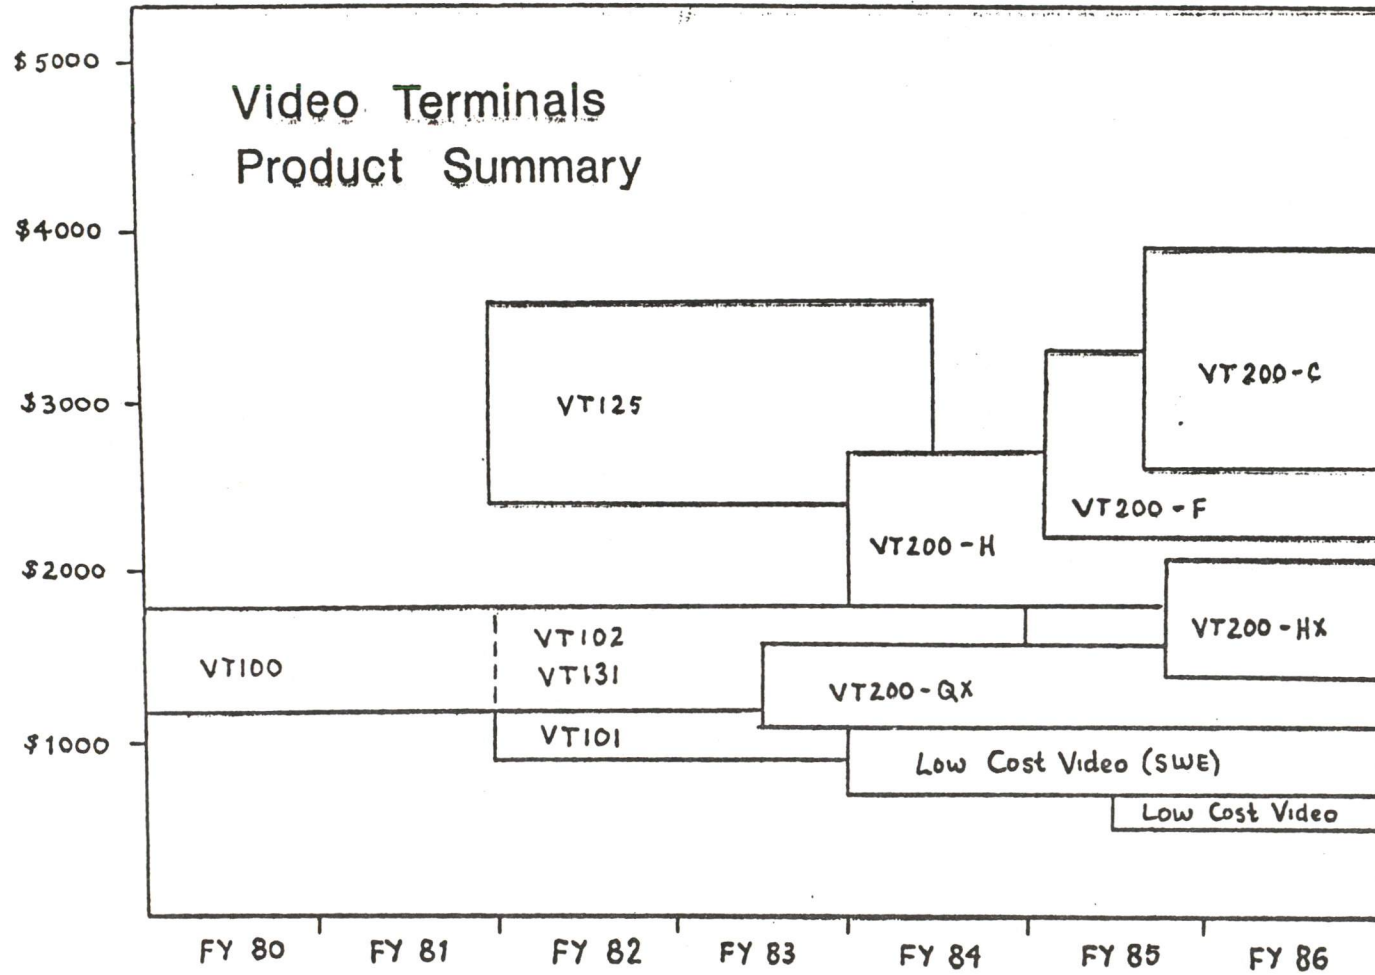 $5000
Video Terminals
Product Summary
$4000
VT200-C
$3000
VT125
VT200-F
VT200-H
$2000
VT102
VT200-HX
VT100
VT131
VT200-QX
$1000
VT101
Low Cost Video (SWE)
Low Cost Video
FY 80 FY 81 FY 82 FY 83 FY 84 FY 85 FY 86